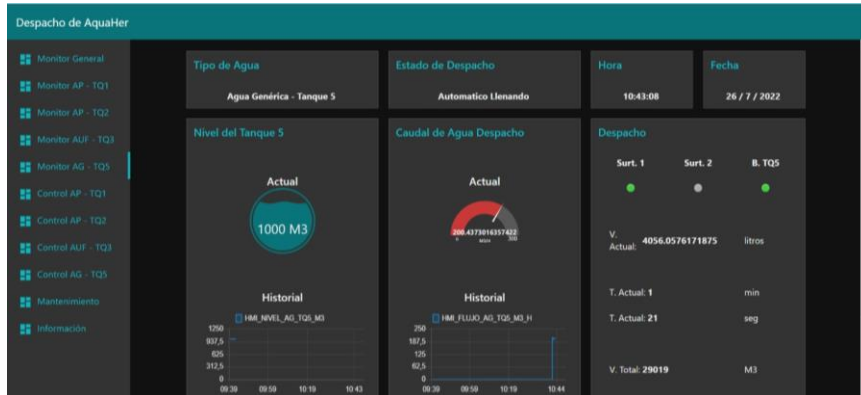 Despacho de AquaHer
Monitor General
Monitor AP - TQ1
Monitor AP - TQ2
Monitor AUF - TQ3
Monitor AG - TQ5
Control AP - TQ1
Control AP - TQ2
Control AUF - TQ3
Control AG - TQ5
Mantenimiento
Información
Tipo de Agua
Agua Genérica - Tanque 5
Estado de Despacho
Automatico Llenando
Hora
10:43:08
Fecha
26 / 7 / 2022
Nivel del Tanque 5
Actual
1000 M3
Historial
HMI_NIVEL_AG_TQ5_M3
1250
937,5
625
312,5
0
09:39 09:59 10:19 10:43
Caudal de Agua Despacho
Actual
208.4373016357422
0 M3/H 300
Historial
HMI_FLUJO_AG_TQ5_M3_H
250
187,5
125
62,5
0
09:39 09:59 10:19 10:44
Despacho
Surt. 1 Surt. 2 B. TQ5
V. Actual: 4056.0576171875 litros
T. Actual: 1 min
T. Actual: 21 seg
V. Total: 29019 M3